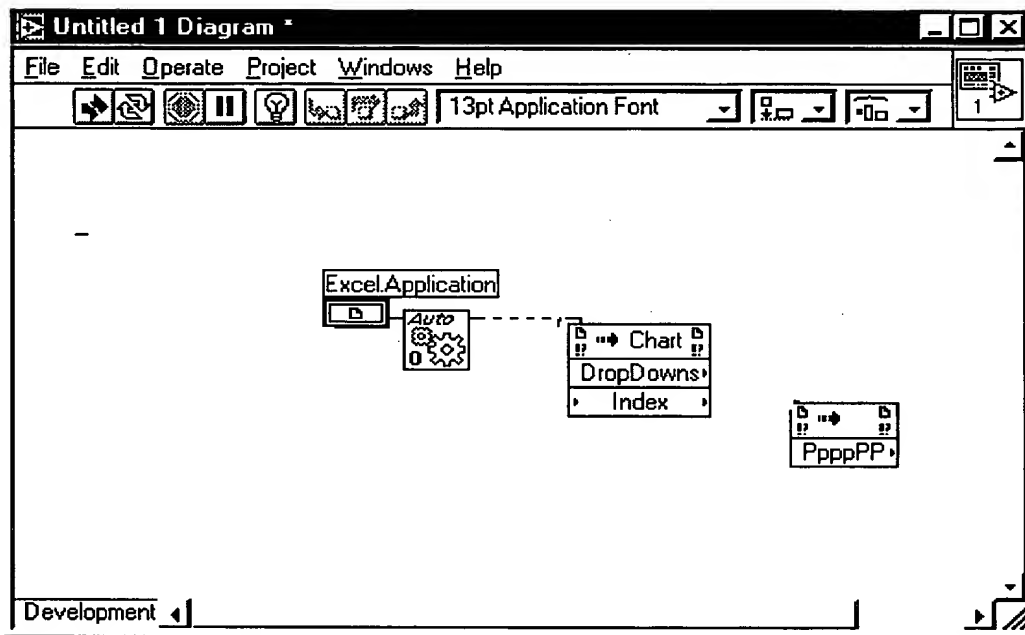 Untitled 1 Diagram *
File Edit Operate Project Windows Help
13pt Application Font
1
Excel.Application
Auto
0
Chart
DropDowns
Index
PpppPP
Development